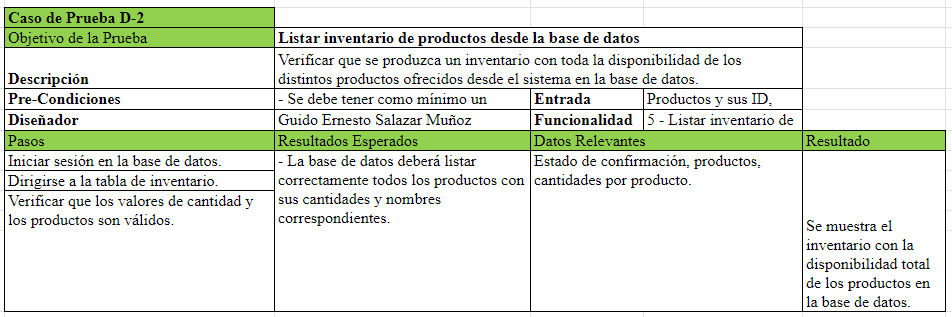 Caso de Prueba D-2
Objetivo de la Prueba
Listar inventario de productos desde la base de datos
Descripción
Verificar que se produzca un inventario con toda la disponibilidad de los
distintos productos ofrecidos desde el sistema en la base de datos.
Pre-Condiciones
- Se debe tener como mínimo un
Entrada
Productos y sus ID,
Diseñador
Guido Ernesto Salazar Muñoz
Funcionalidad
5 - Listar inventario de
Pasos
Resultados Esperados
Datos Relevantes
Resultado
Iniciar sesión en la base de datos.
Dirigirse a la tabla de inventario.
Verificar que los valores de cantidad y
los productos son válidos.
- La base de datos deberá listar
correctamente todos los productos con
sus cantidades y nombres
correspondientes.
Estado de confirmación, productos,
cantidades por producto.
Se muestra el
inventario con la
disponibilidad total
de los productos en
la base de datos.